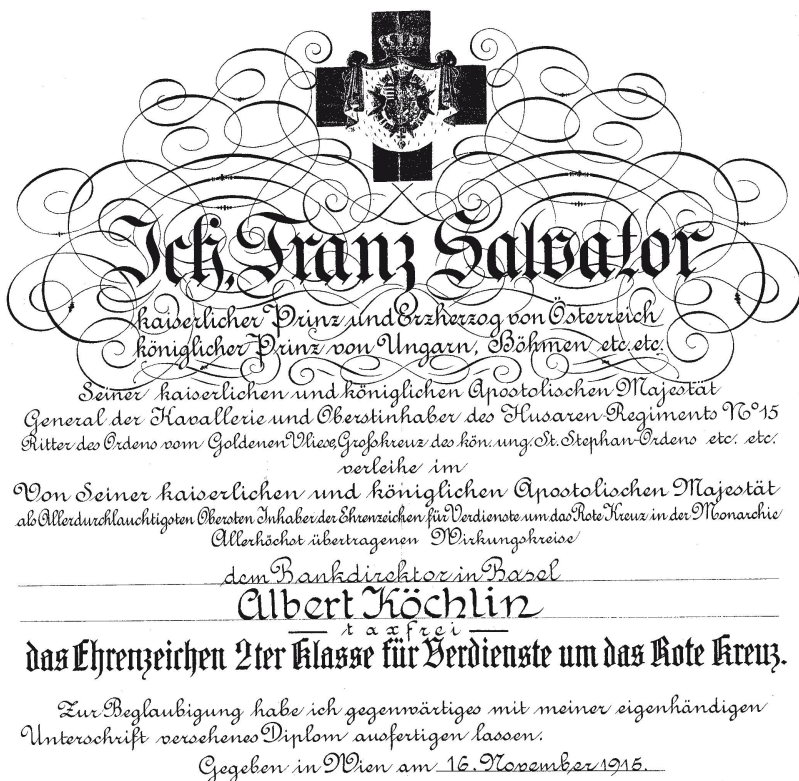 Ich, Franz Salvator
kaiserlicher Prinz und Erzherzog von Österreich
königlicher Prinz von Ungarn, Böhmen etc. etc.
Seiner kaiserlichen und königlichen Apostolischen Majestät
General der Kavallerie und Oberstinhaber des Husaren-Regiments No 15
Ritter des Ordens vom Goldenen Vliese, Großkreuz des kön. ung. St. Stephan-Ordens etc. etc.
verleihe im
Von Seiner kaiserlichen und königlichen Apostolischen Majestät
als Allerdurchlauchtigsten Obersten Inhaber der Ehrenzeichen für Verdienste um das Rote Kreuz in der Monarchie
Allerhöchst übertragenen Wirkungskreise
dem Bankdirektor in Basel
Albert Köchlin
— taxfrei —
das Ehrenzeichen 2ter Klasse für Verdienste um das Rote Kreuz.
Zur Beglaubigung habe ich gegenwärtiges mit meiner eigenhändigen
Unterschrift versehenes Diplom ausfertigen lassen.
Gegeben in Wien am 16. November 1915.